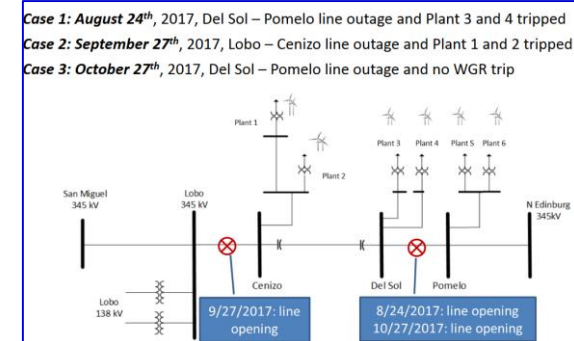 Case 1: August 24th, 2017, Del Sol – Pomelo line outage and Plant 3 and 4 tripped
Case 2: September 27th, 2017, Lobo – Cenizo line outage and Plant 1 and 2 tripped
Case 3: October 27th, 2017, Del Sol – Pomelo line outage and no WGR trip
Plant 1
Plant 2
Plant 3
Plant 4
Plant 5
Plant 6
San Miguel
345 kV
Lobo
345 kV
N Edinburg
345kV
Cenizo
Del Sol
Pomelo
Lobo
138 kV
9/27/2017: line
opening
8/24/2017: line opening
10/27/2017: line opening